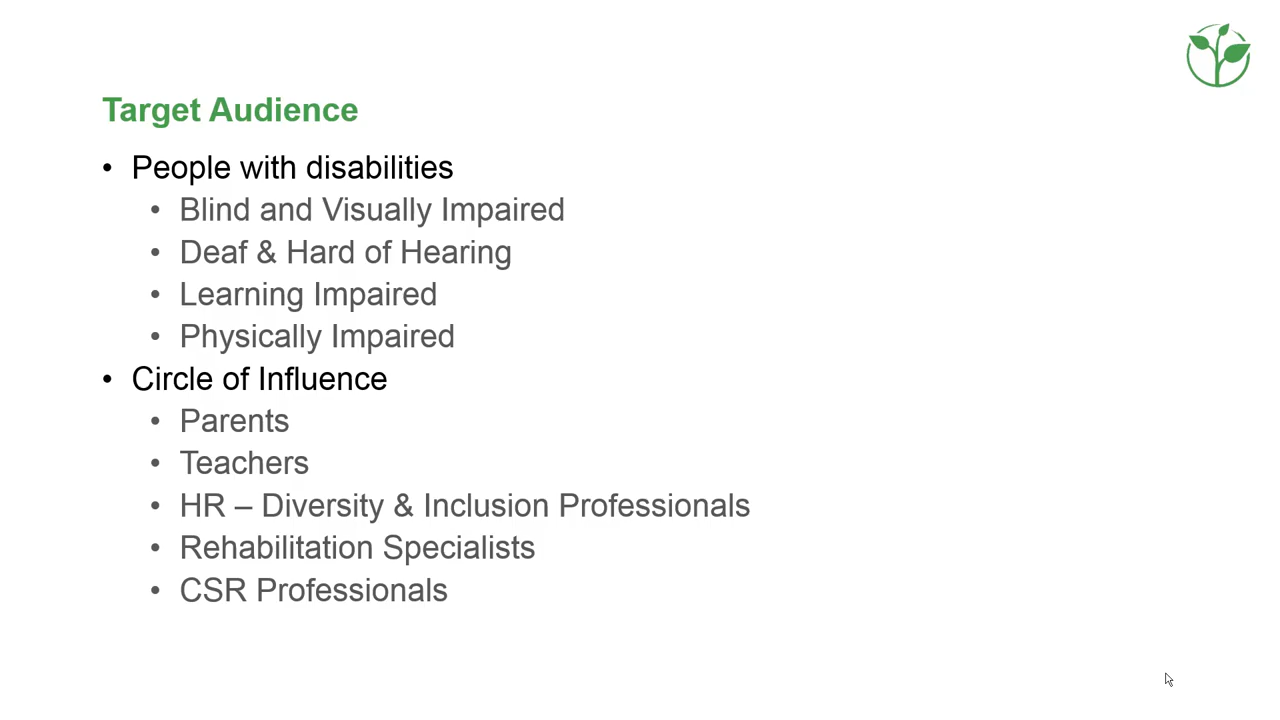 Target Audience
• People with disabilities
• Blind and Visually Impaired
• Deaf & Hard of Hearing
• Learning Impaired
• Physically Impaired
• Circle of Influence
• Parents
• Teachers
• HR – Diversity & Inclusion Professionals
• Rehabilitation Specialists
• CSR Professionals